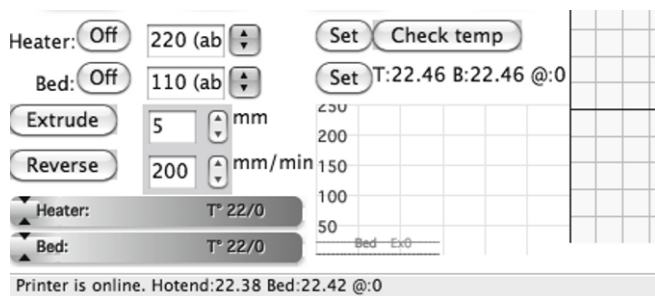 Heater: Off 220 (ab Set Check temp
Bed: Off 110 (ab Set T:22.46 B:22.46 @:0
Extrude 5 mm
Reverse 200 mm/min
250
200
150
100
50
Bed Ex0
Heater: T° 22/0
Bed: T° 22/0
Printer is online. Hotend:22.38 Bed:22.42 @:0